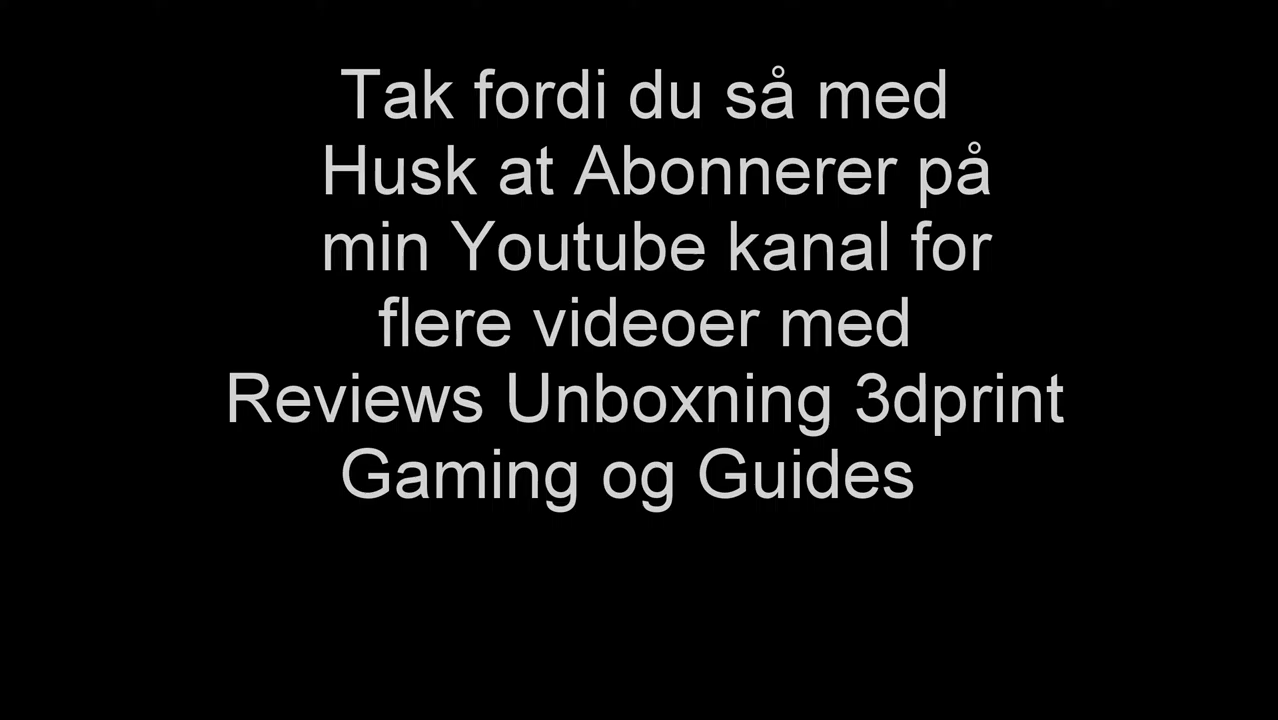 Tak fordi du så med
Husk at Abonnerer på
min Youtube kanal for
flere videoer med
Reviews Unboxning 3dprint
Gaming og Guides